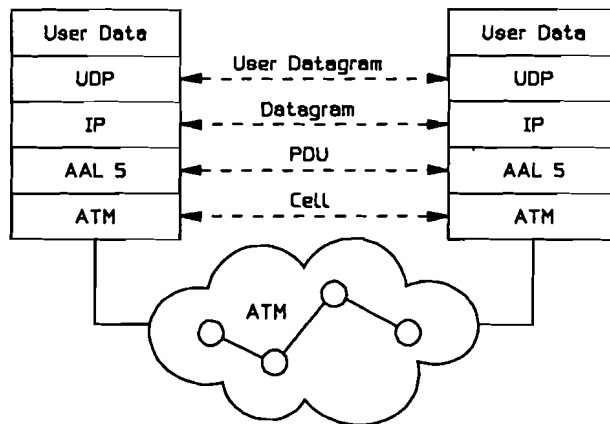 User Data
User Data
User Datagram
UDP
UDP
Datagram
IP
IP
PDU
AAL 5
AAL 5
Cell
ATM
ATM
ATM